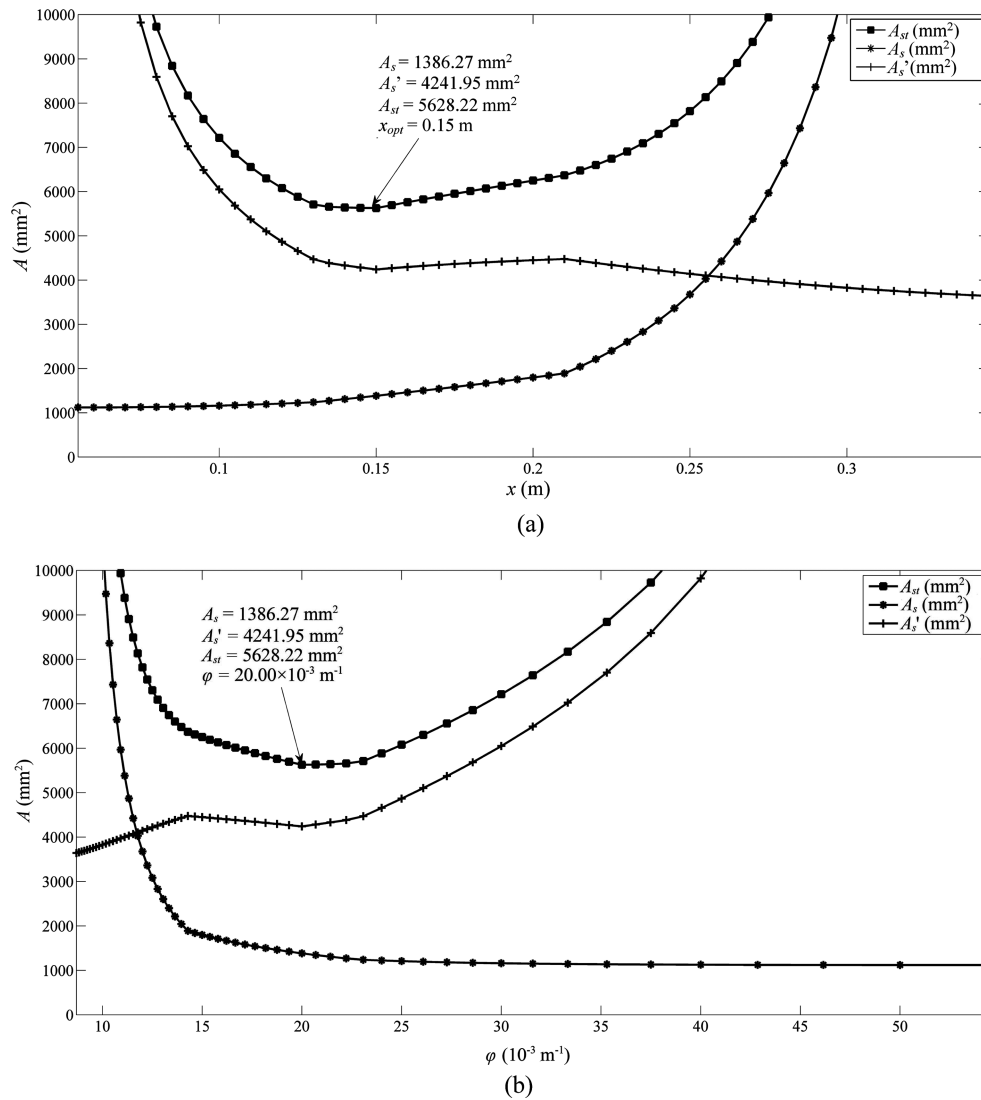 10000
9000
8000
7000
6000
5000
4000
3000
2000
1000
0
A (mm²)
0.1
0.15
0.2
0.25
0.3
x (m)
Aₛₜ (mm²)
Aₛ (mm²)
Aₛ’(mm²)
Aₛ = 1386.27 mm²
Aₛ’ = 4241.95 mm²
Aₛₜ = 5628.22 mm²
xₒₚₜ = 0.15 m
(a)
10000
9000
8000
7000
6000
5000
4000
3000
2000
1000
0
A (mm²)
10
15
20
25
30
35
40
45
50
φ (10⁻³ m⁻¹)
Aₛₜ (mm²)
Aₛ (mm²)
Aₛ' (mm²)
Aₛ = 1386.27 mm²
Aₛ' = 4241.95 mm²
Aₛₜ = 5628.22 mm²
φ = 20.00×10⁻³ m⁻¹
(b)